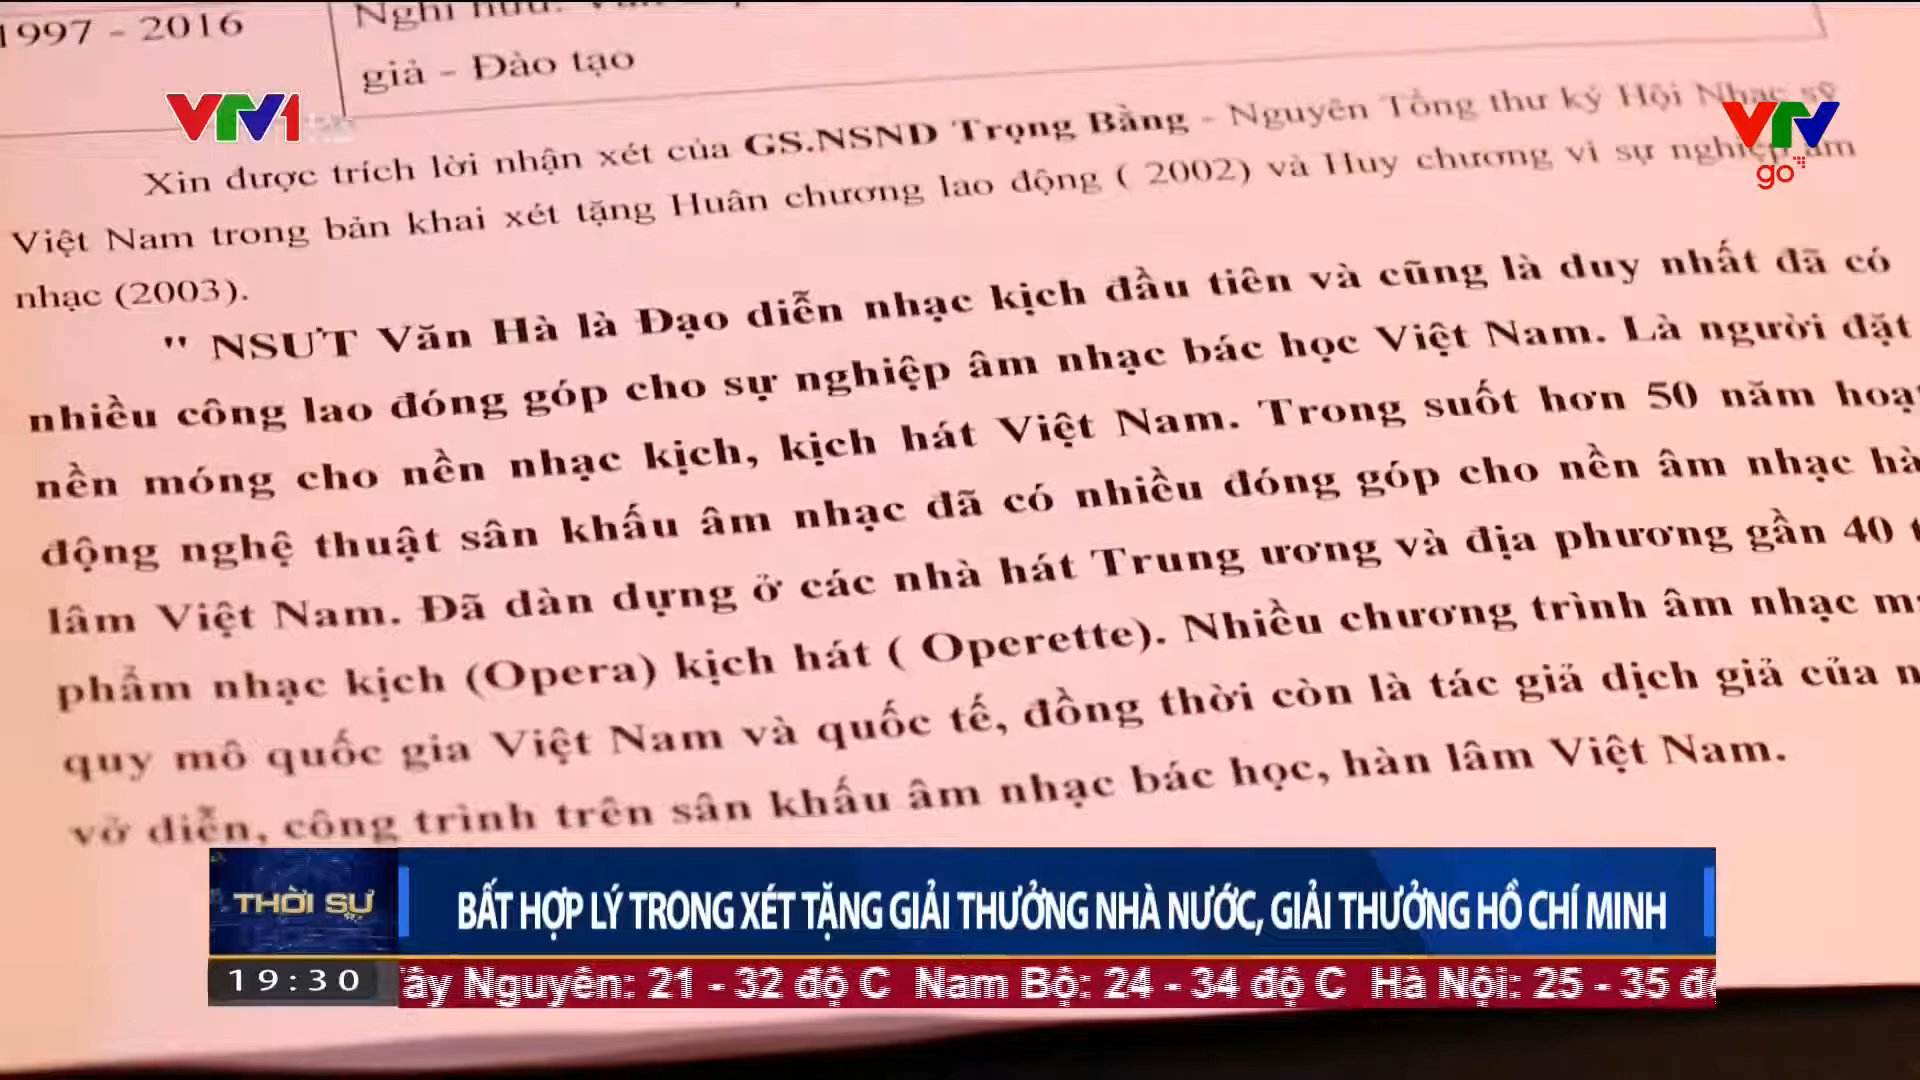 1997 - 2016
Nghỉ hưu.
giả - Đào tạo
VTV1
VTV
go
Xin được trích lời nhận xét của GS.NSND Trọng Bằng - Nguyên Tổng thư ký Hội Nhạc sỹ
Việt Nam trong bản khai xét tặng Huân chương lao động ( 2002) và Huy chương vì sự nghiệp âm
nhạc (2003).
" NSƯT Văn Hà là Đạo diễn nhạc kịch đầu tiên và cũng là duy nhất đã có
nhiều công lao đóng góp cho sự nghiệp âm nhạc bác học Việt Nam. Là người đặt
nền móng cho nền nhạc kịch, kịch hát Việt Nam. Trong suốt hơn 50 năm hoạt
động nghệ thuật sân khấu âm nhạc đã có nhiều đóng góp cho nền âm nhạc hà
lâm Việt Nam. Đã dàn dựng ở các nhà hát Trung ương và địa phương gần 40 t
phẩm nhạc kịch (Opera) kịch hát ( Operette). Nhiều chương trình âm nhạc m
quy mô quốc gia Việt Nam và quốc tế, đồng thời còn là tác giả dịch giả của n
vở diễn, công trình trên sân khấu âm nhạc bác học, hàn lâm Việt Nam.
THỜI SỰ
BẤT HỢP LÝ TRONG XÉT TẶNG GIẢI THƯỞNG NHÀ NƯỚC, GIẢI THƯỞNG HỒ CHÍ MINH
19:30
ây Nguyên: 21 - 32 độ C Nam Bộ: 24 - 34 độ C Hà Nội: 25 - 35 độ